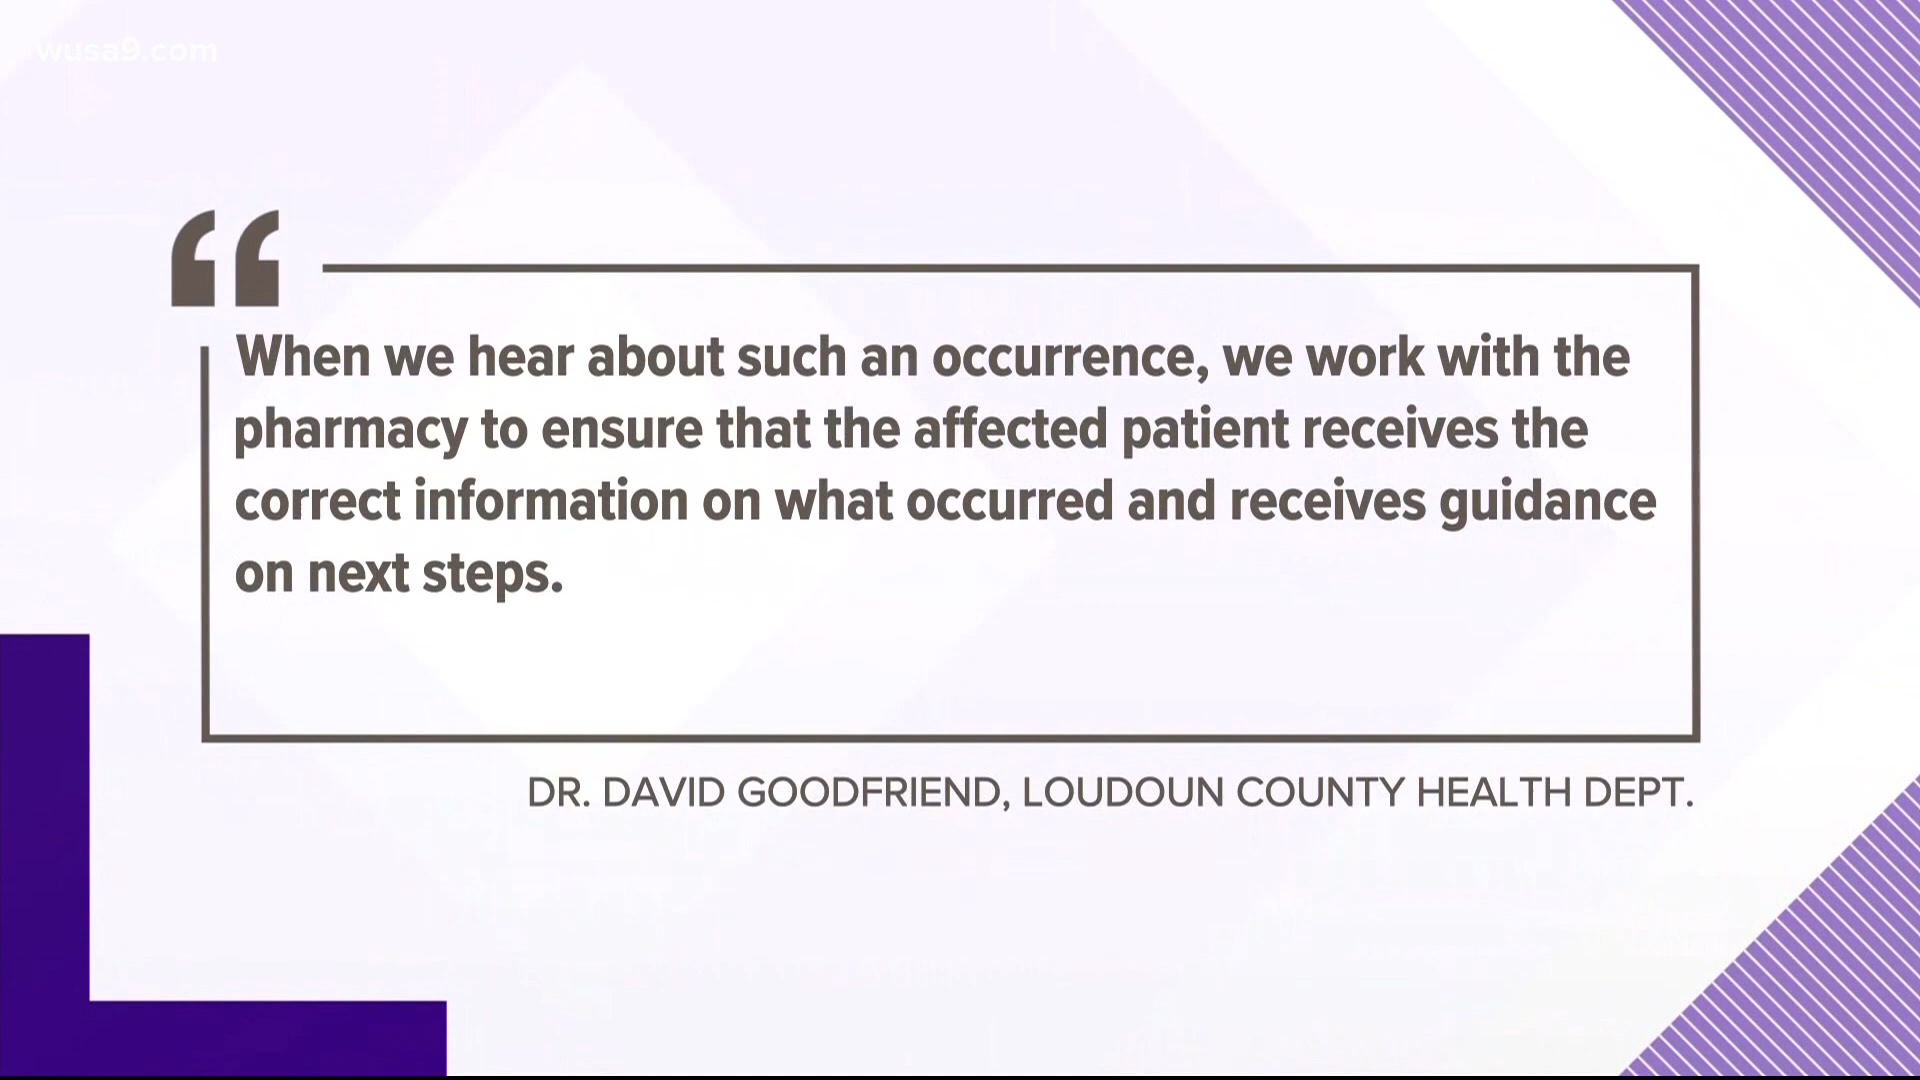 wusa9.com
“
When we hear about such an occurrence, we work with the
pharmacy to ensure that the affected patient receives the
correct information on what occurred and receives guidance
on next steps.
DR. DAVID GOODFRIEND, LOUDOUN COUNTY HEALTH DEPT.